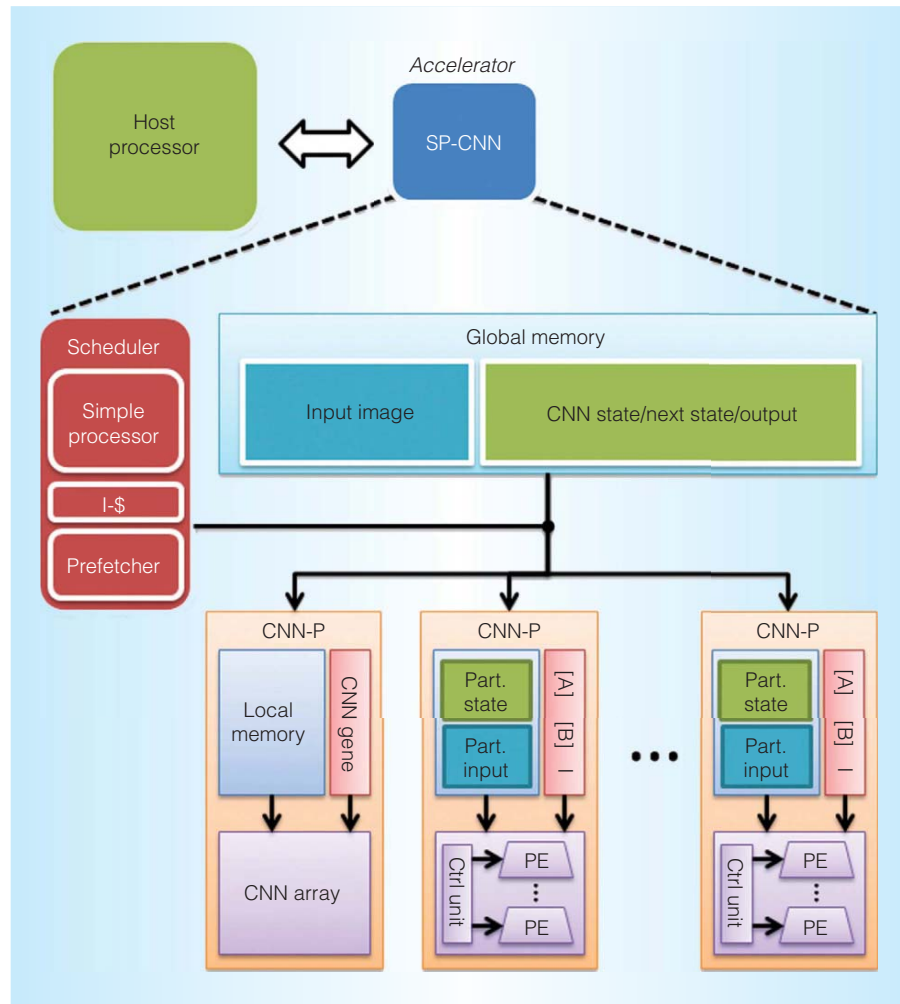 Accelerator
Host
processor
SP-CNN
Scheduler
Simple
processor
I-$
Prefetcher
Global memory
Input image
CNN state/next state/output
CNN-P
Local
memory
CNN gene
CNN array
CNN-P
Part.
state
Part.
input
[A] [B] I
Ctrl unit
PE
PE
CNN-P
Part.
state
Part.
input
[A] [B] I
Ctrl unit
PE
PE